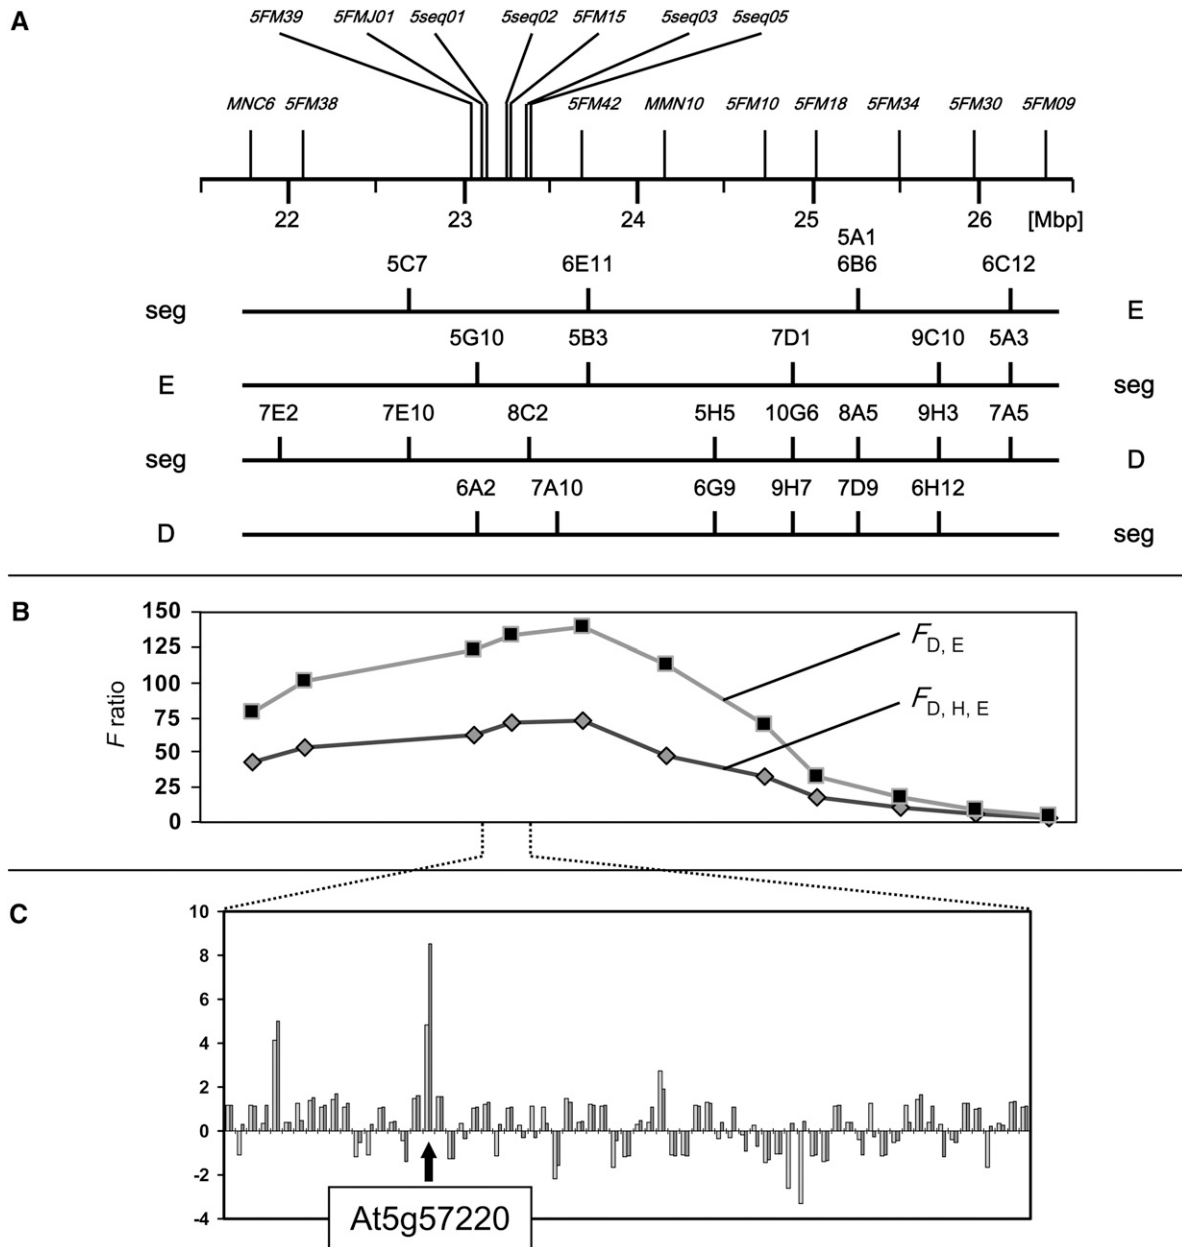 A
5FM39 5FMJ01 5seq01 5seq02 5FM15 5seq03 5seq05
MNC6 5FM38 5FM42 MMN10 5FM10 5FM18 5FM34 5FM30 5FM09
22 23 24 25 26 [Mbp]
5A1
5C7 6E11 6B6 6C12
seg E
5G10 5B3 7D1 9C10 5A3
E seg
7E2 7E10 8C2 5H5 10G6 8A5 9H3 7A5
seg D
6A2 7A10 6G9 9H7 7D9 6H12
D seg
B
F ratio
150
125
100
75
50
25
0
F D, E
F D, H, E
C
10
8
6
4
2
0
-2
-4
At5g57220